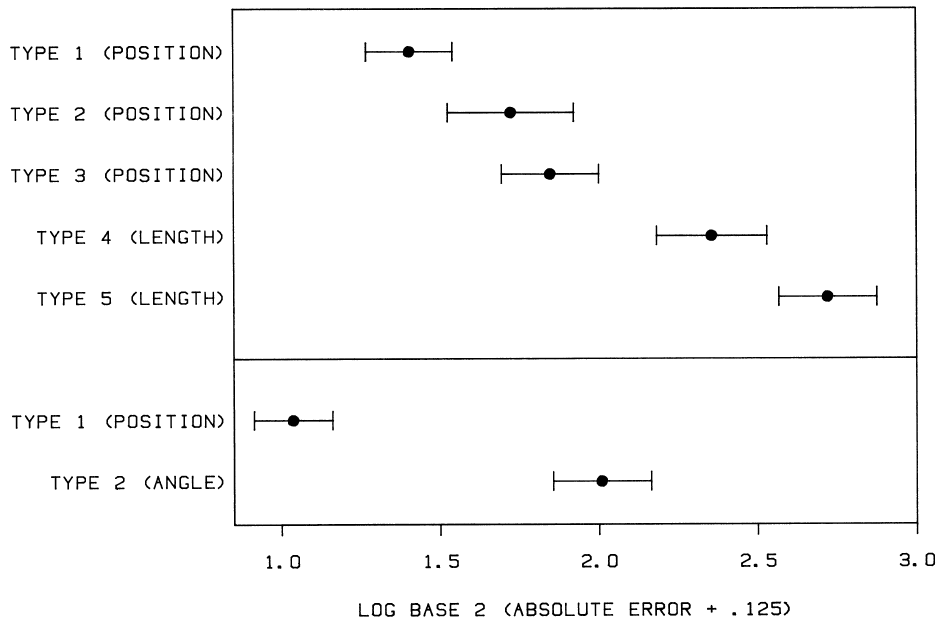 TYPE 1 (POSITION)
TYPE 2 (POSITION)
TYPE 3 (POSITION)
TYPE 4 (LENGTH)
TYPE 5 (LENGTH)
TYPE 1 (POSITION)
TYPE 2 (ANGLE)
1.0 1.5 2.0 2.5 3.0
LOG BASE 2 (ABSOLUTE ERROR + .125)